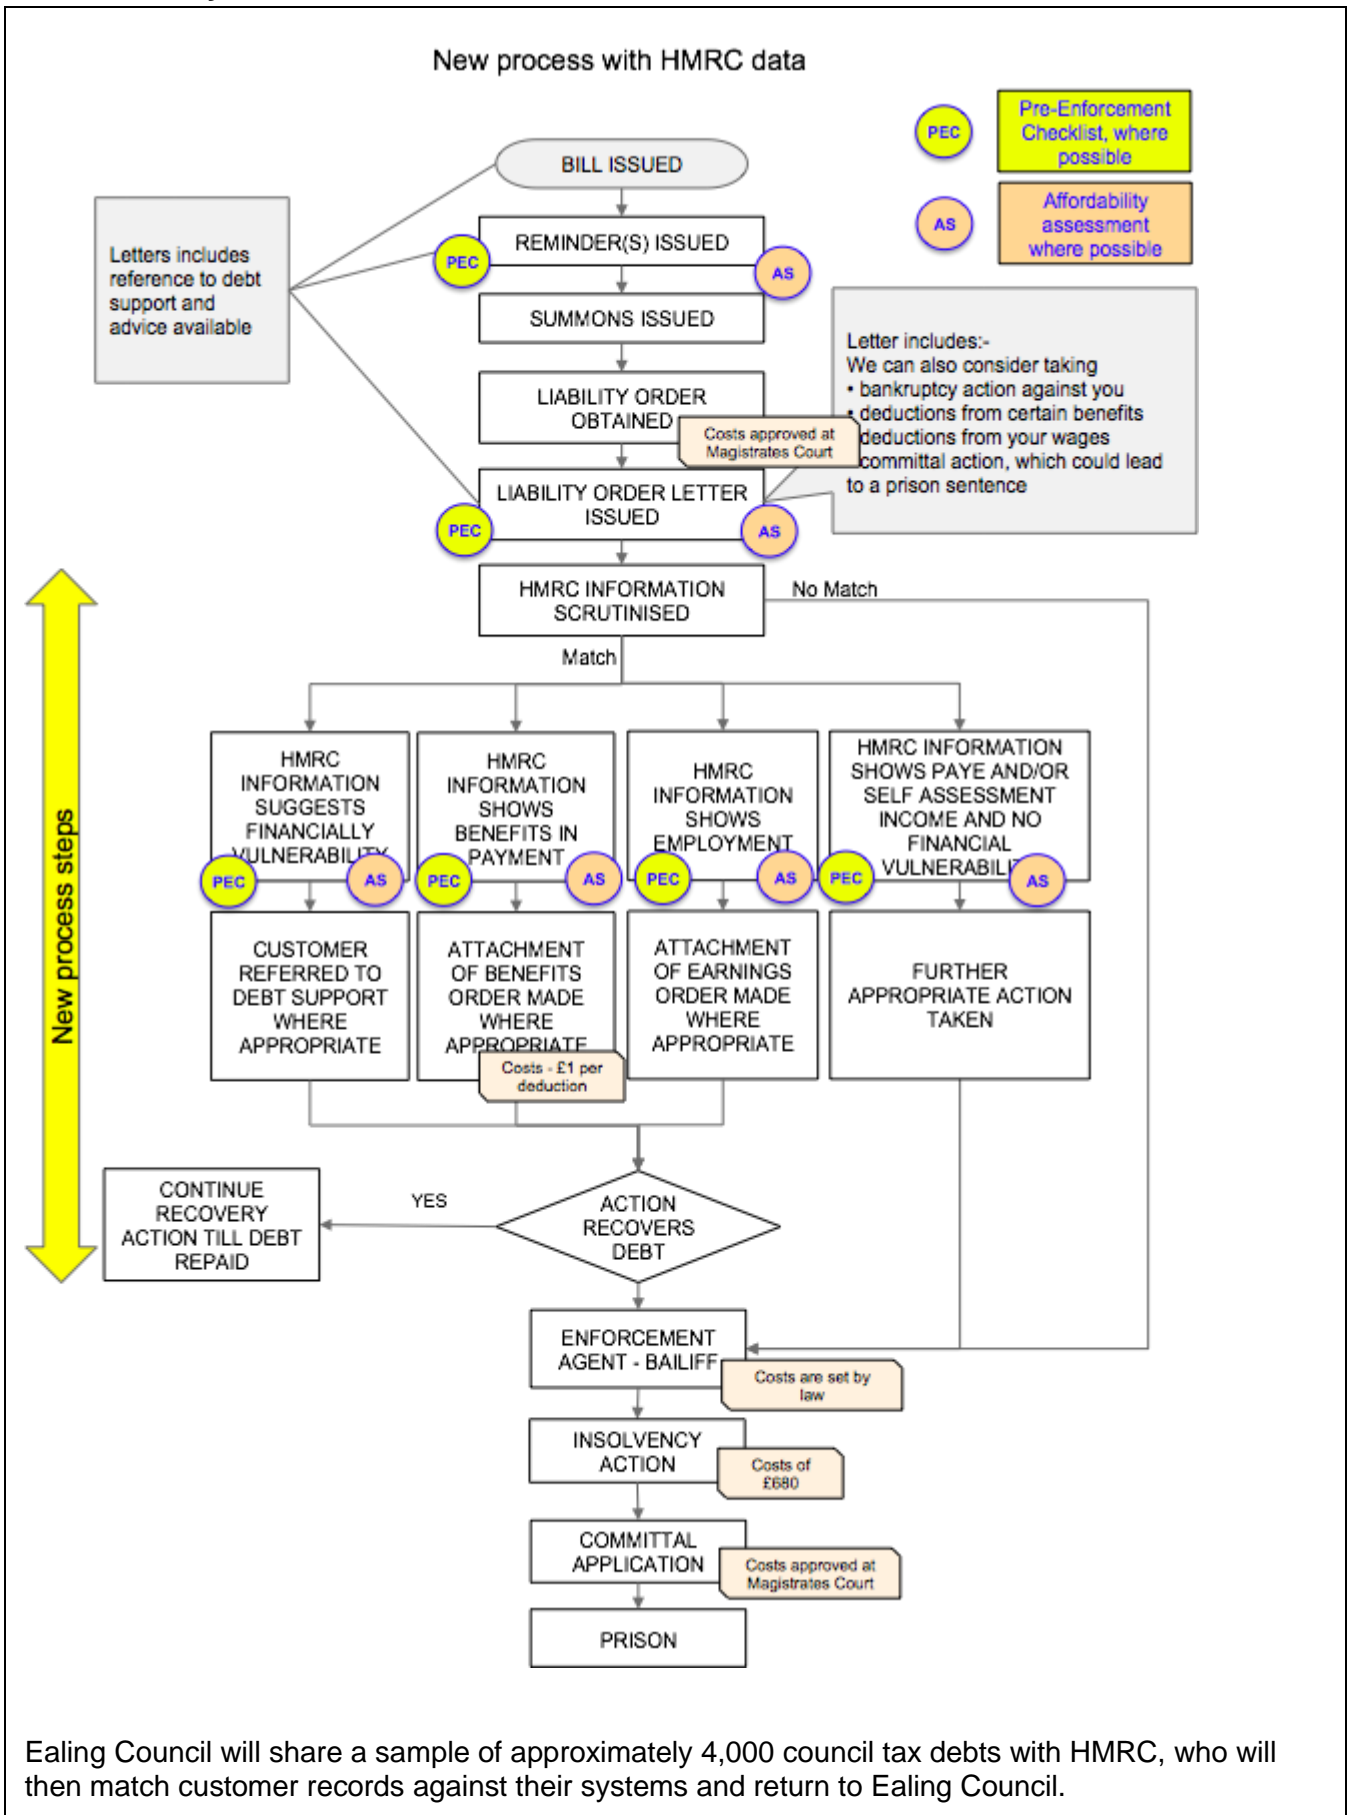 New process with HMRC data
PEC
Pre-Enforcement
Checklist, where
possible
AS
Affordability
assessment
where possible
BILL ISSUED
Letters includes
reference to debt
support and
advice available
REMINDER(S) ISSUED
PEC
AS
SUMMONS ISSUED
LIABILITY ORDER
OBTAINED
Costs approved at
Magistrates Court
Letter includes:-
We can also consider taking
• bankruptcy action against you
• deductions from certain benefits
deductions from your wages
committal action, which could lead
to a prison sentence
LIABILITY ORDER LETTER
ISSUED
PEC
AS
HMRC INFORMATION
SCRUTINISED
No Match
Match
New process steps
HMRC
INFORMATION
SUGGESTS
FINANCIALLY
VULNERABILITY
PEC
AS
HMRC
INFORMATION
SHOWS
BENEFITS IN
PAYMENT
PEC
AS
HMRC
INFORMATION
SHOWS
EMPLOYMENT
PEC
AS
HMRC INFORMATION
SHOWS PAYE AND/OR
SELF ASSESSMENT
INCOME AND NO
FINANCIAL
VULNERABILI
PEC
AS
CUSTOMER
REFERRED TO
DEBT SUPPORT
WHERE
APPROPRIATE
ATTACHMENT
OF BENEFITS
ORDER MADE
WHERE
APPROPRIATE
Costs - £1 per
deduction
ATTACHMENT
OF EARNINGS
ORDER MADE
WHERE
APPROPRIATE
FURTHER
APPROPRIATE ACTION
TAKEN
CONTINUE
RECOVERY
ACTION TILL DEBT
REPAID
YES
ACTION
RECOVERS
DEBT
ENFORCEMENT
AGENT - BAILIFF
Costs are set by
law
INSOLVENCY
ACTION
Costs of
£680
COMMITTAL
APPLICATION
Costs approved at
Magistrates Court
PRISON
Ealing Council will share a sample of approximately 4,000 council tax debts with HMRC, who will
then match customer records against their systems and return to Ealing Council.